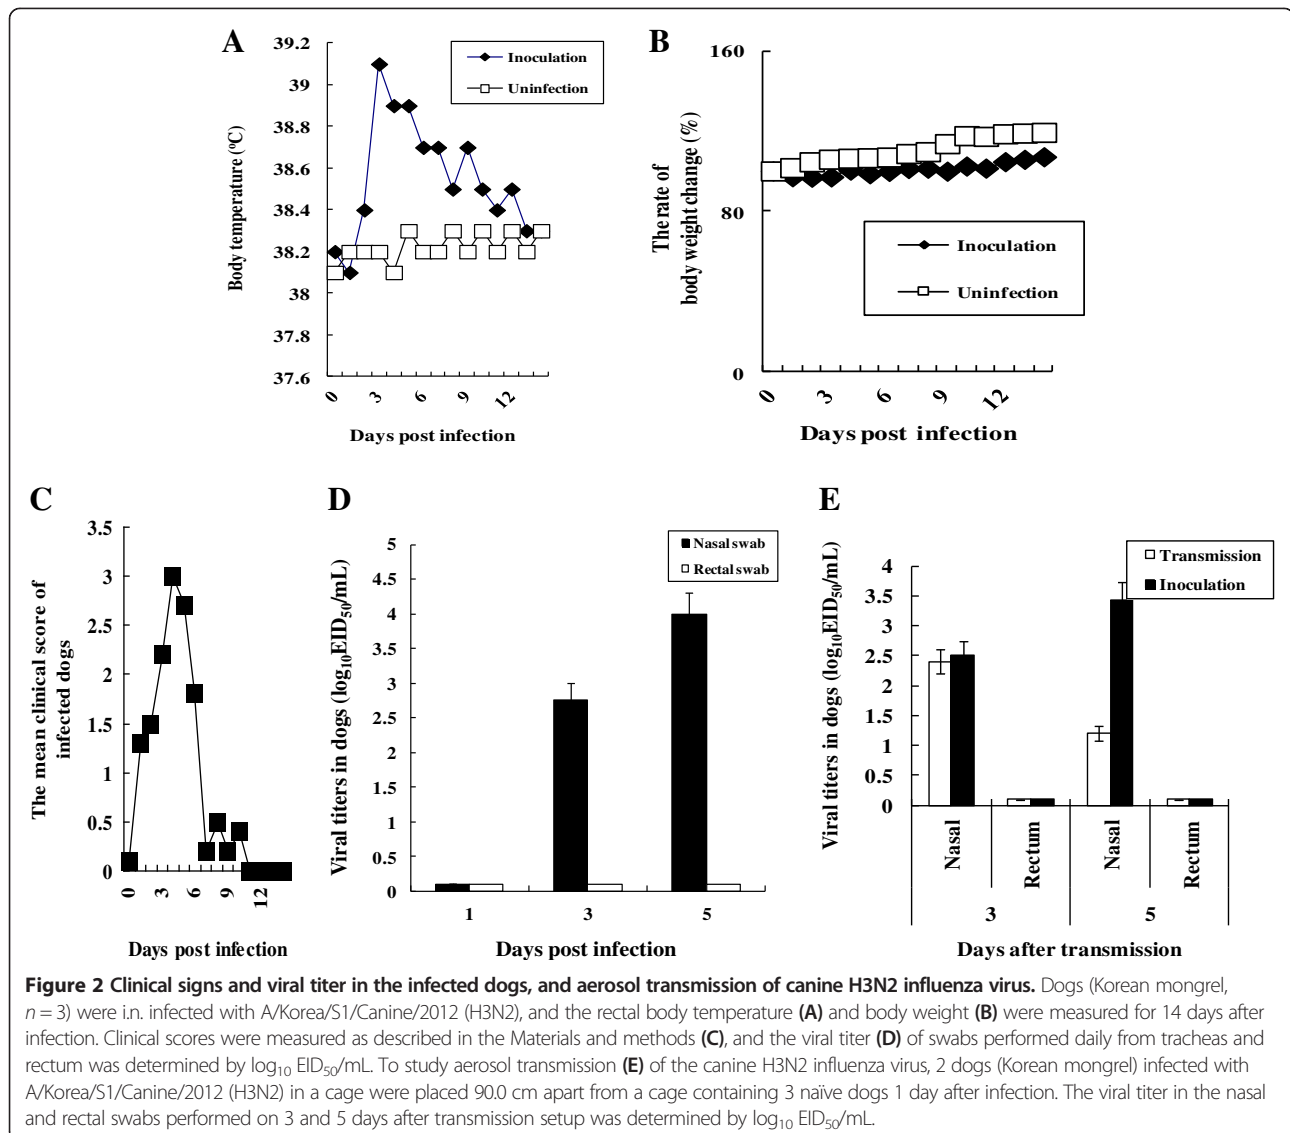 A
39.2
39
38.8
38.6
38.4
38.2
38
37.8
37.6
Body temperature (ºC)
Inoculation
Uninfection
0
3
6
9
12
Days post infection
B
160
80
0
The rate of
body weight change (%)
Inoculation
Uninfection
0
3
6
9
12
Days post infection
C
3.5
3
2.5
2
1.5
1
0.5
0
The mean clinical score of
infected dogs
0
3
6
9
12
Days post infection
D
5
4.5
4
3.5
3
2.5
2
1.5
1
0.5
0
Viral titers in dogs (log₁₀EID₅₀/mL)
Nasal swab
Rectal swab
1
3
5
Days post infection
E
4
3.5
3
2.5
2
1.5
1
0.5
0
Viral titers in dogs (log₁₀EID₅₀/mL)
Transmission
Inoculation
Nasal
Rectum
Nasal
Rectum
3
5
Days after transmission
Figure 2 Clinical signs and viral titer in the infected dogs, and aerosol transmission of canine H3N2 influenza virus. Dogs (Korean mongrel,
n = 3) were i.n. infected with A/Korea/S1/Canine/2012 (H3N2), and the rectal body temperature (A) and body weight (B) were measured for 14 days after
infection. Clinical scores were measured as described in the Materials and methods (C), and the viral titer (D) of swabs performed daily from tracheas and
rectum was determined by log₁₀ EID₅₀/mL. To study aerosol transmission (E) of the canine H3N2 influenza virus, 2 dogs (Korean mongrel) infected with
A/Korea/S1/Canine/2012 (H3N2) in a cage were placed 90.0 cm apart from a cage containing 3 naïve dogs 1 day after infection. The viral titer in the nasal
and rectal swabs performed on 3 and 5 days after transmission setup was determined by log₁₀ EID₅₀/mL.